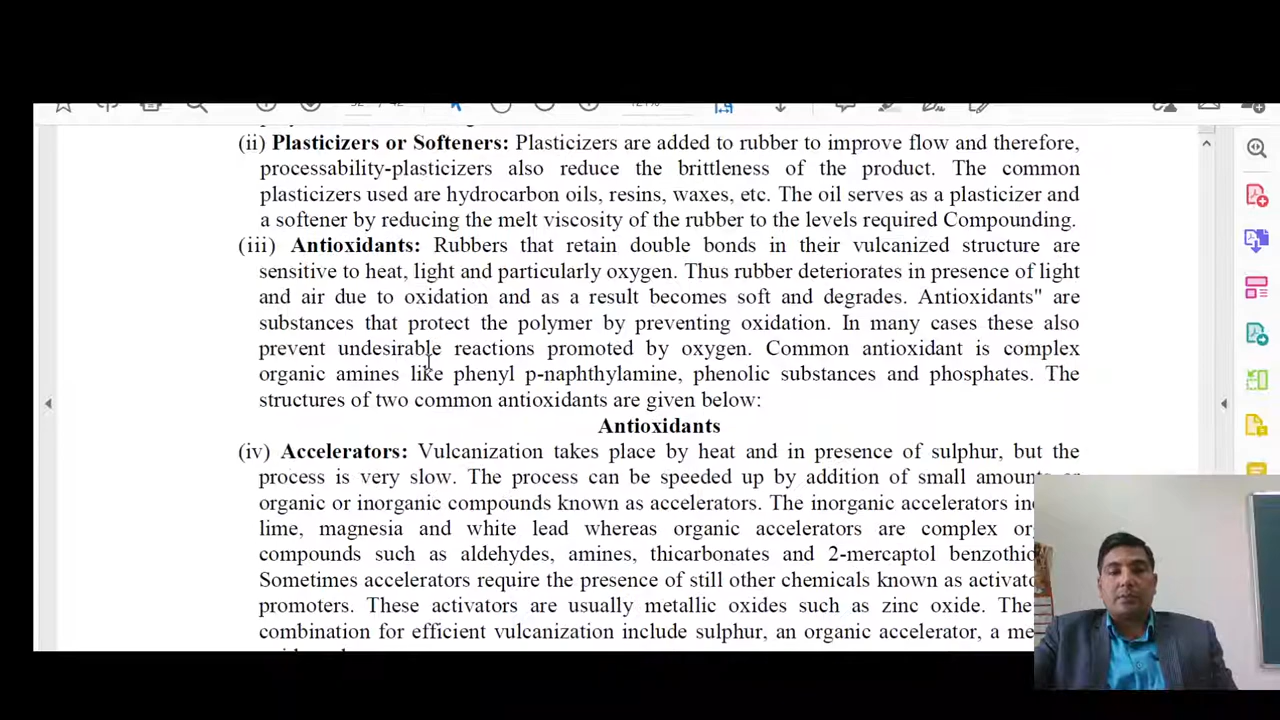 (ii) Plasticizers or Softeners: Plasticizers are added to rubber to improve flow and therefore,
processability-plasticizers also reduce the brittleness of the product. The common
plasticizers used are hydrocarbon oils, resins, waxes, etc. The oil serves as a plasticizer and
a softener by reducing the melt viscosity of the rubber to the levels required Compounding.
(iii) Antioxidants: Rubbers that retain double bonds in their vulcanized structure are
sensitive to heat, light and particularly oxygen. Thus rubber deteriorates in presence of light
and air due to oxidation and as a result becomes soft and degrades. Antioxidants" are
substances that protect the polymer by preventing oxidation. In many cases these also
prevent undesirable reactions promoted by oxygen. Common antioxidant is complex
organic amines like phenyl p-naphthylamine, phenolic substances and phosphates. The
structures of two common antioxidants are given below:
Antioxidants
(iv) Accelerators: Vulcanization takes place by heat and in presence of sulphur, but the
process is very slow. The process can be speeded up by addition of small
organic or inorganic compounds known as accelerators. The inorganic accelerators
lime, magnesia and white lead whereas organic accelerators are complex
compounds such as aldehydes, amines, thicarbonates and 2-mercaptol
Sometimes accelerators require the presence of still other chemicals known as
promoters. These activators are usually metallic oxides such as zinc oxide. The
combination for efficient vulcanization include sulphur, an organic accelerator, a